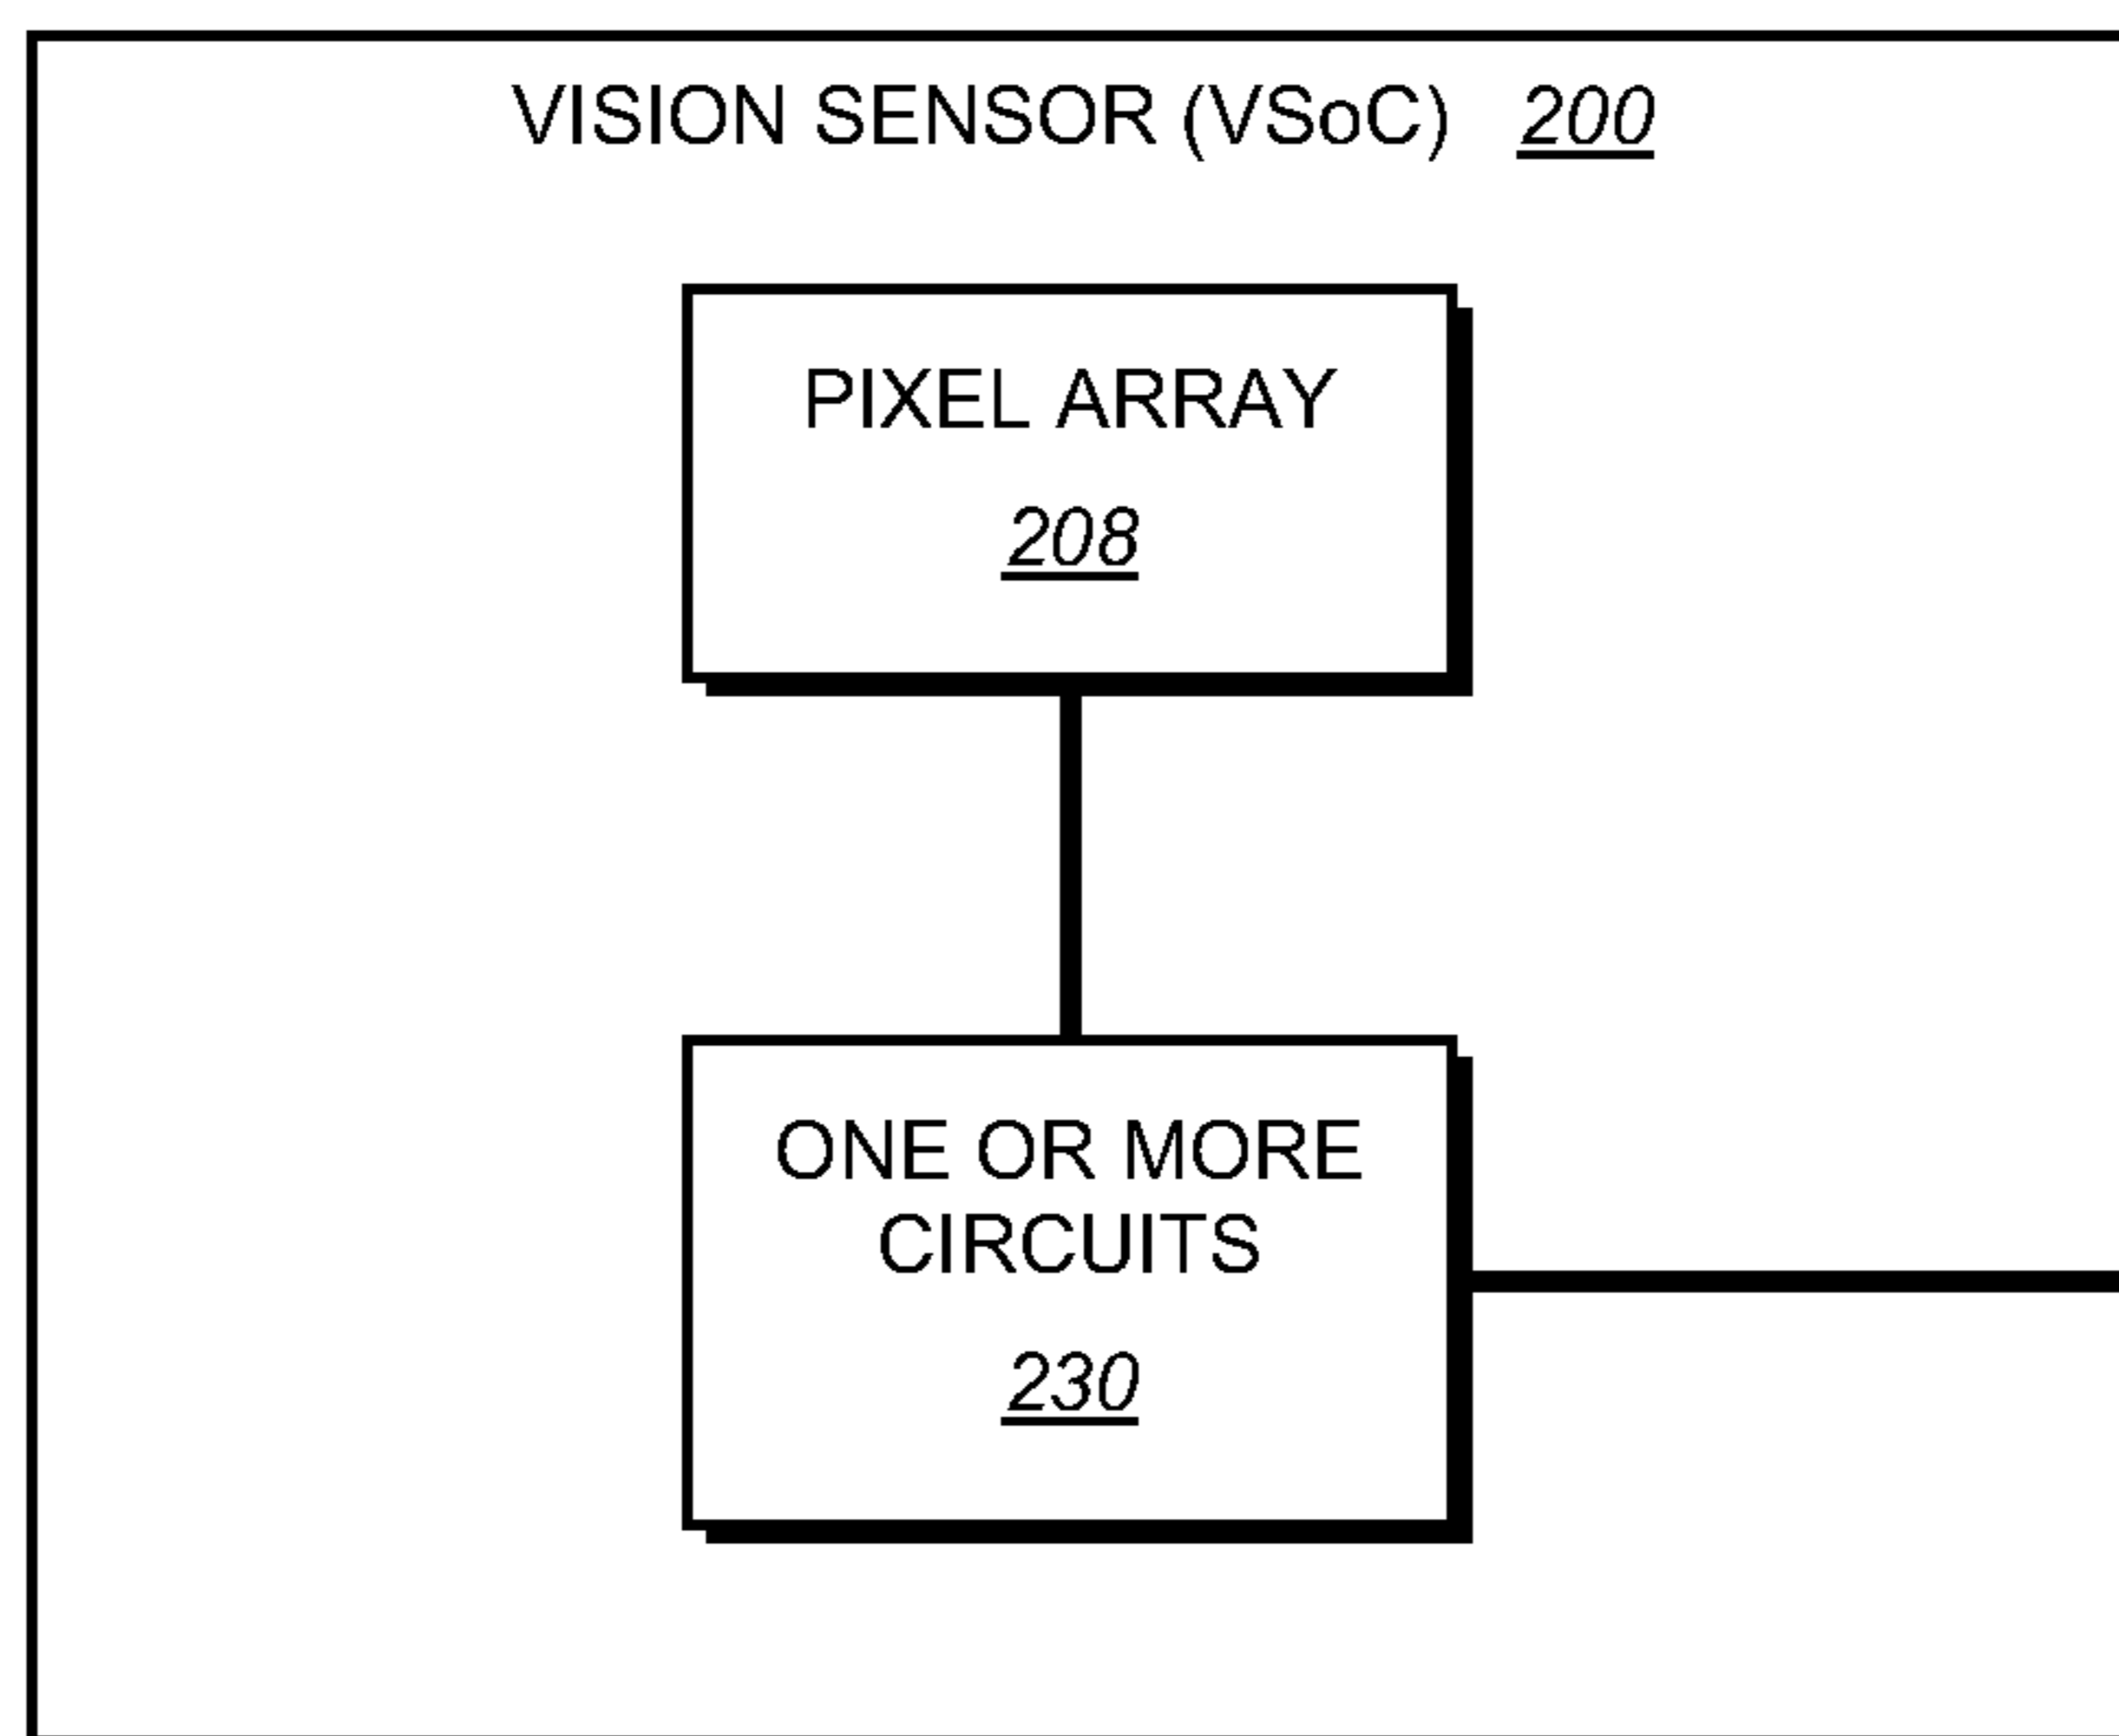 VISION SENSOR (VSoC) 200
PIXEL ARRAY
208
ONE OR MORE
CIRCUITS
230